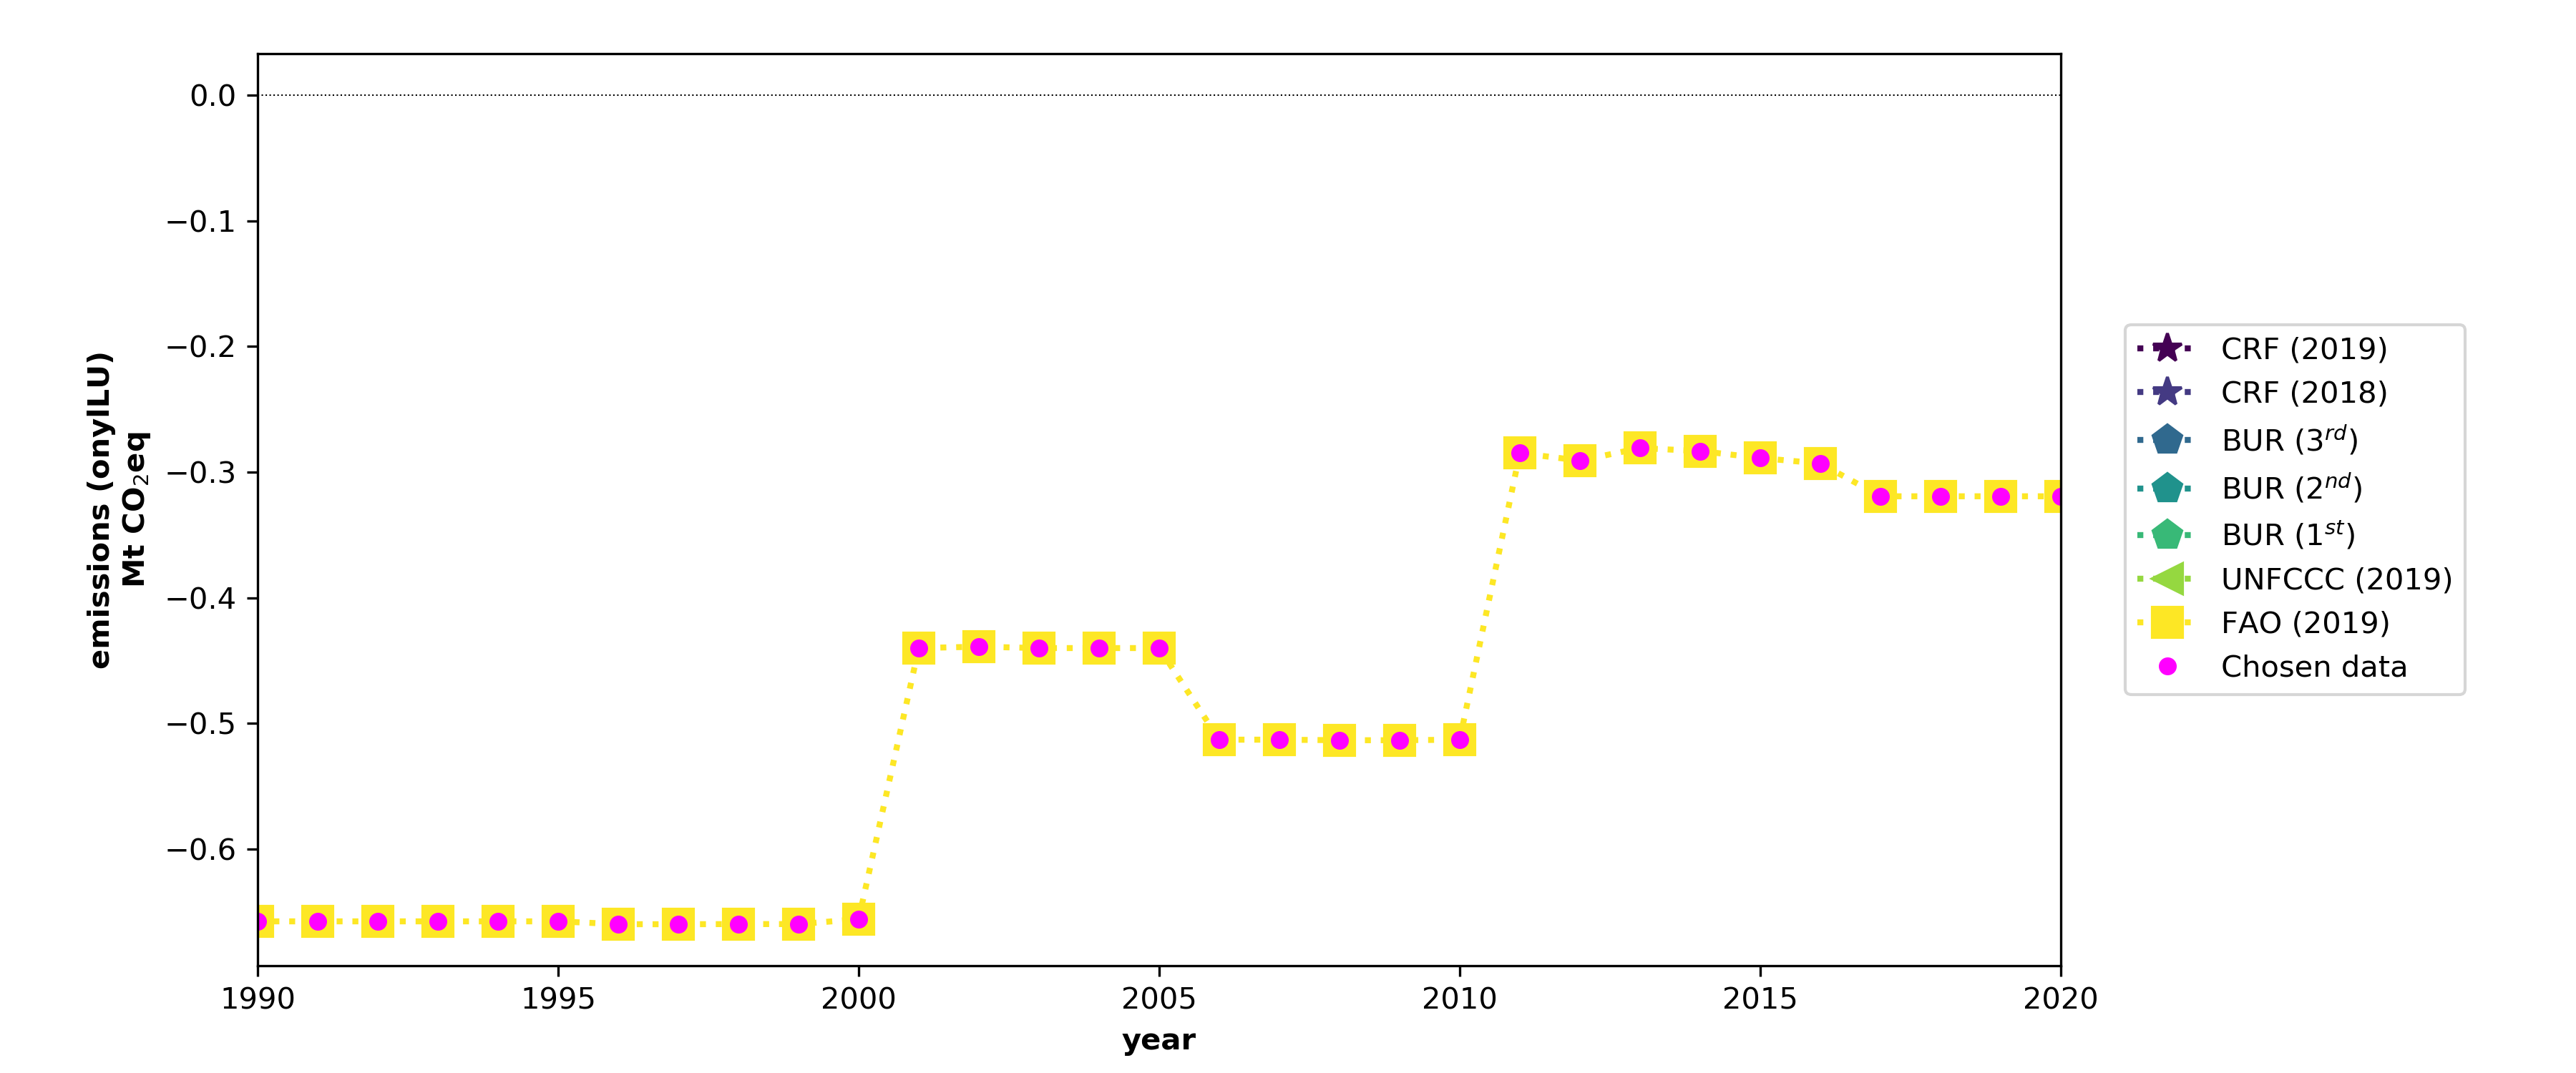 0.0
−0.1
−0.2
−0.3
−0.4
−0.5
−0.6
emissions (onylLU)
Mt CO₂eq
1990 1995 2000 2005 2010 2015 2020
year
CRF (2019)
CRF (2018)
BUR (3ʳᵈ)
BUR (2ⁿᵈ)
BUR (1ˢᵗ)
UNFCCC (2019)
FAO (2019)
Chosen data